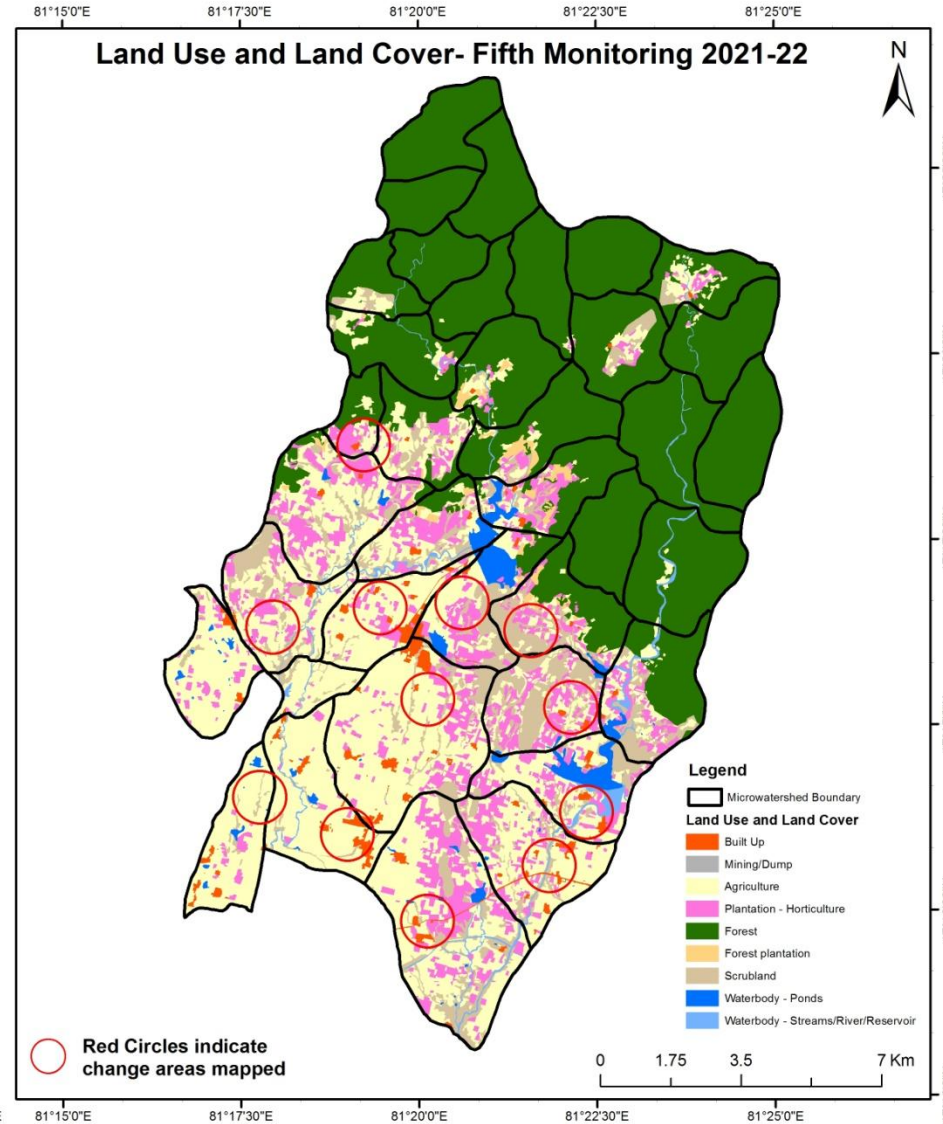 81°15'0"E 81°17'30"E 81°20'0"E 81°22'30"E 81°25'0"E
Land Use and Land Cover- Fifth Monitoring 2021-22
N
Legend
Microwatershed Boundary
Land Use and Land Cover
Built Up
Mining/Dump
Agriculture
Plantation - Horticulture
Forest
Forest plantation
Scrubland
Waterbody - Ponds
Waterbody - Streams/River/Reservoir
Red Circles indicate
change areas mapped
0 1.75 3.5 7 Km
E 81°15'0"E 81°17'30"E 81°20'0"E 81°22'30"E 81°25'0"E